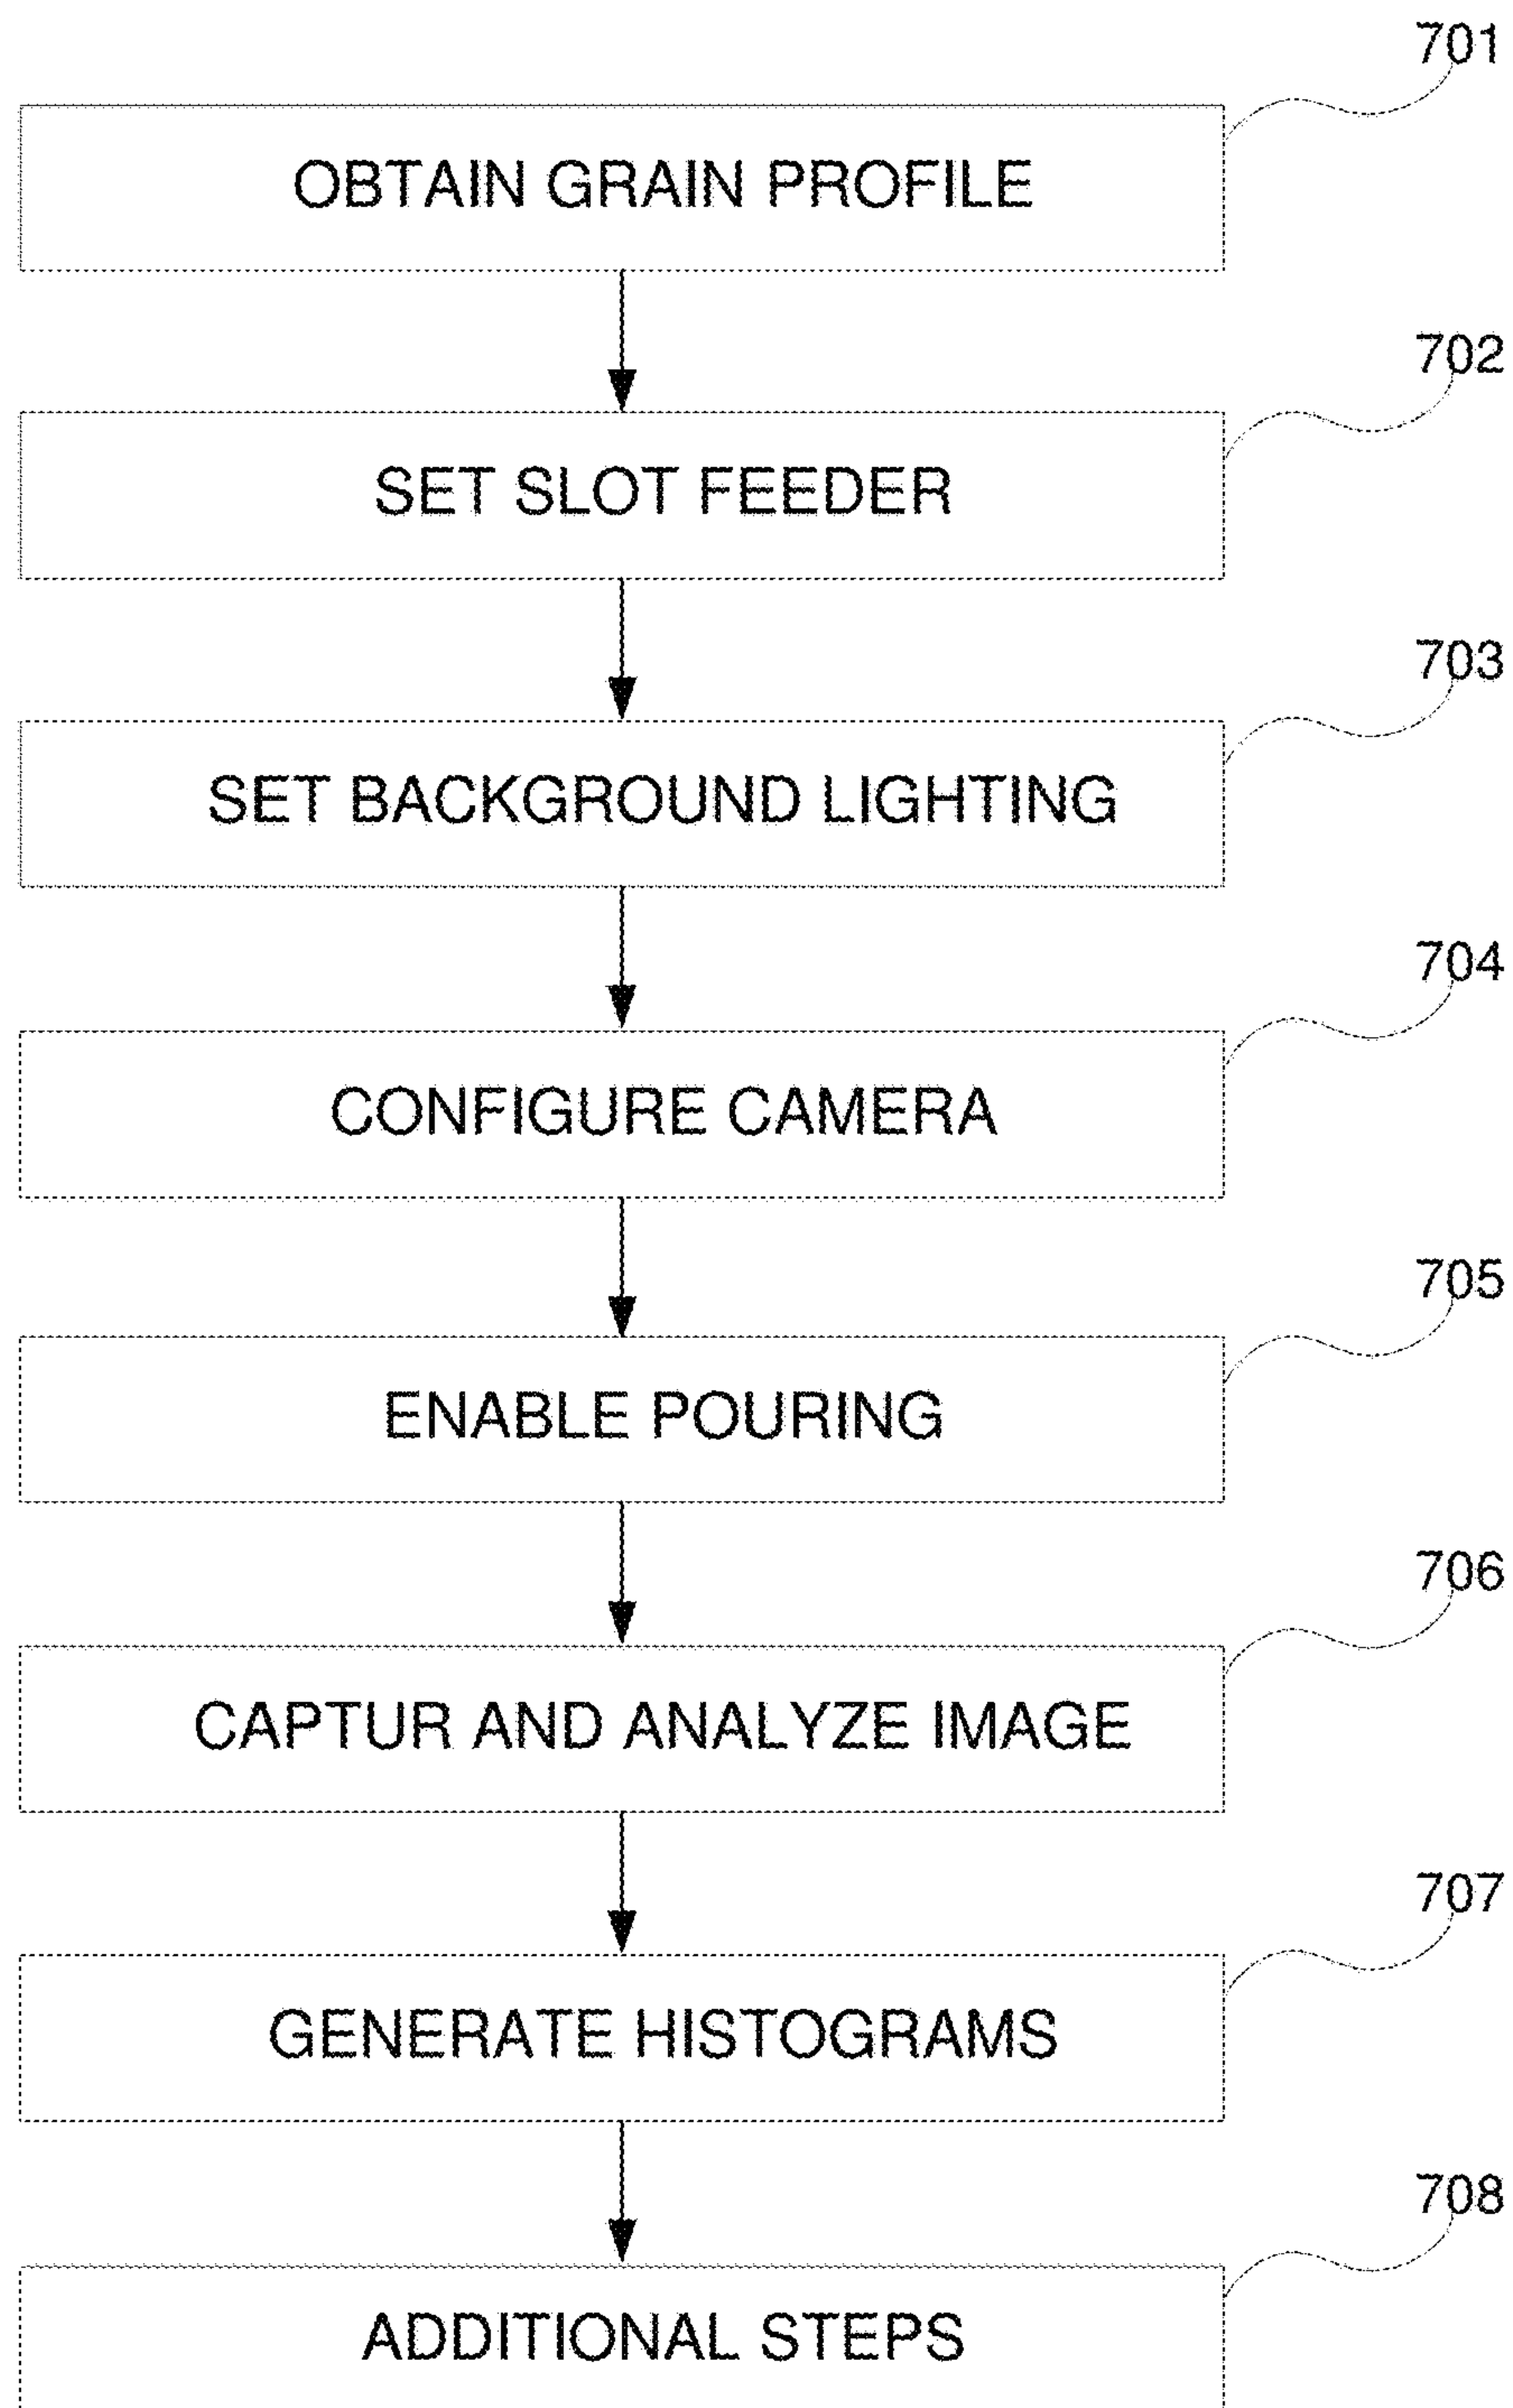 701
OBTAIN GRAIN PROFILE
702
SET SLOT FEEDER
703
SET BACKGROUND LIGHTING
704
CONFIGURE CAMERA
705
ENABLE POURING
706
CAPTUR AND ANALYZE IMAGE
707
GENERATE HISTOGRAMS
708
ADDITIONAL STEPS